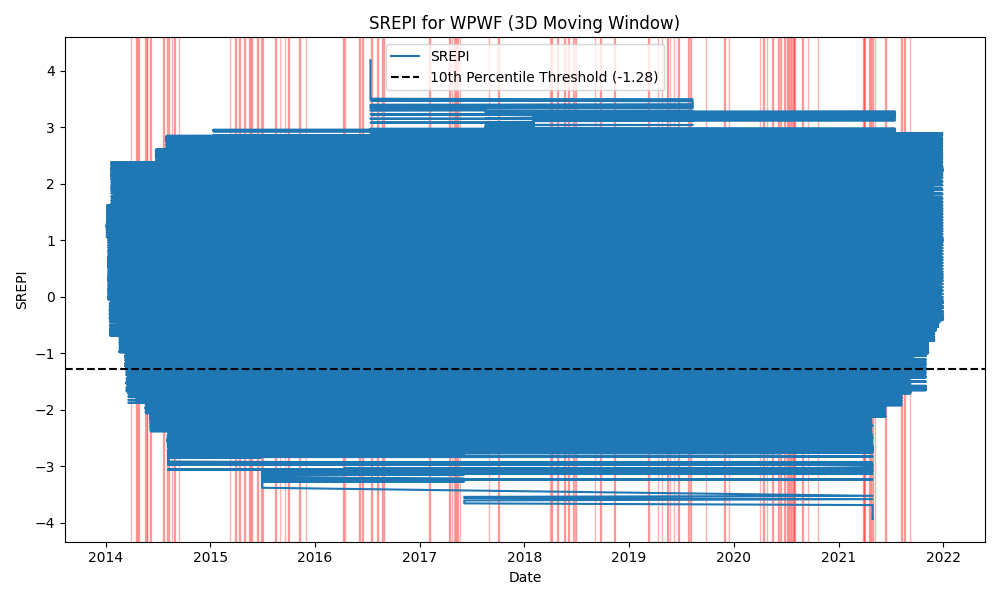 SREPI for WPWF (3D Moving Window)
SREPI
10th Percentile Threshold (-1.28)
4
3
2
1
0
−1
−2
−3
−4
SREPI
2014 2015 2016 2017 2018 2019 2020 2021 2022
Date